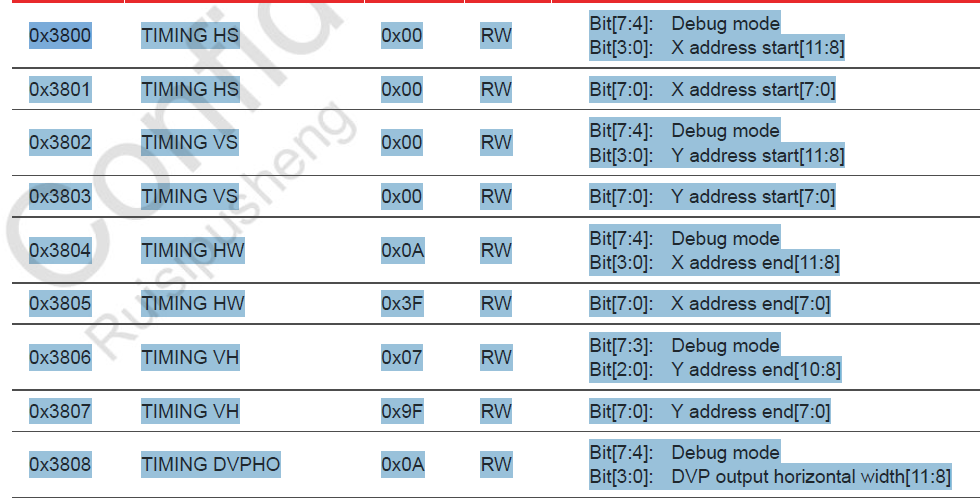 0x3800 TIMING HS 0x00 RW Bit[7:4]: Debug mode
Bit[3:0]: X address start[11:8]
0x3801 TIMING HS 0x00 RW Bit[7:0]: X address start[7:0]
0x3802 TIMING VS 0x00 RW Bit[7:4]: Debug mode
Bit[3:0]: Y address start[11:8]
0x3803 TIMING VS 0x00 RW Bit[7:0]: Y address start[7:0]
0x3804 TIMING HW 0x0A RW Bit[7:4]: Debug mode
Bit[3:0]: X address end[11:8]
0x3805 TIMING HW 0x3F RW Bit[7:0]: X address end[7:0]
0x3806 TIMING VH 0x07 RW Bit[7:3]: Debug mode
Bit[2:0]: Y address end[10:8]
0x3807 TIMING VH 0x9F RW Bit[7:0]: Y address end[7:0]
0x3808 TIMING DVPHO 0x0A RW Bit[7:4]: Debug mode
Bit[3:0]: DVP output horizontal width[11:8]
Confid
Ruisipusheng